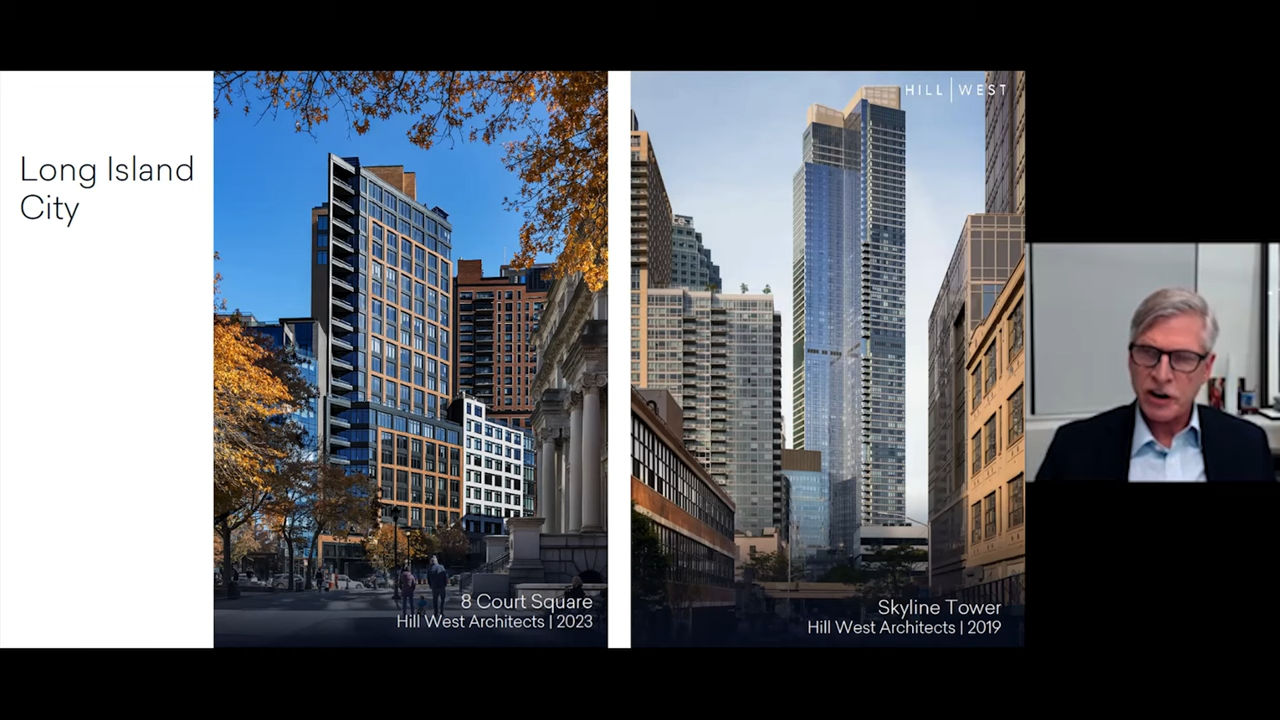 Long Island
City
8 Court Square
Hill West Architects | 2023
HILL | WEST
Skyline Tower
Hill West Architects | 2019